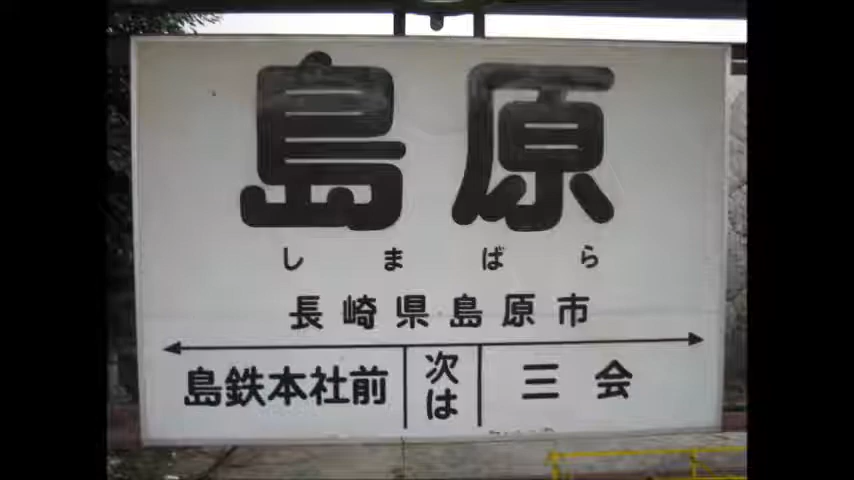 島原
しまばら
長崎県島原市
島鉄本社前 次は 三会